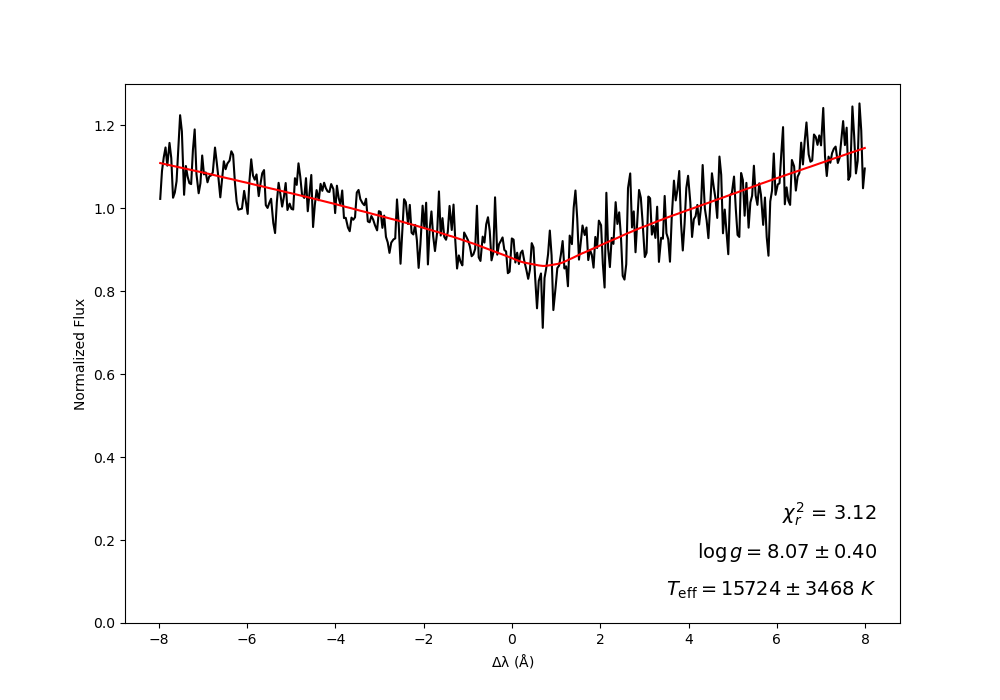 1.2
1.0
0.8
0.6
0.4
0.2
0.0
Normalized Flux
χ²ᵣ = 3.12
log g = 8.07 ± 0.40
T_eff = 15724 ± 3468 K
−8 −6 −4 −2 0 2 4 6 8
Δλ (Å)